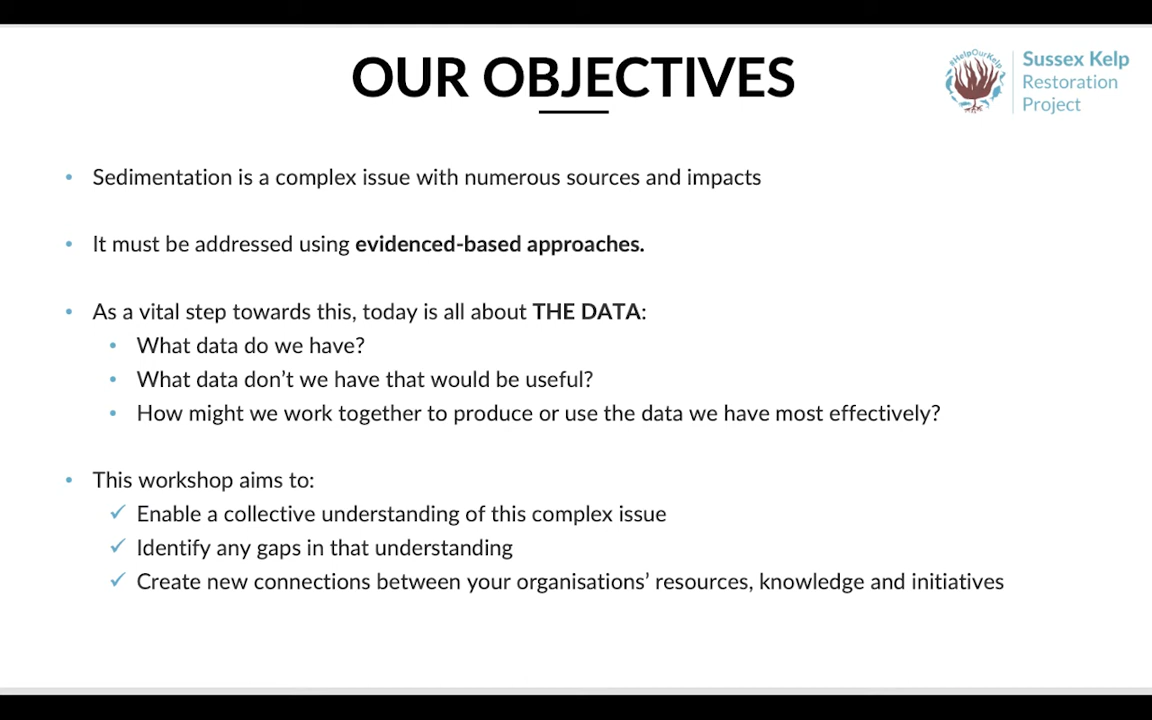 OUR OBJECTIVES
#HelpOurKelp
Sussex Kelp
Restoration
Project
• Sedimentation is a complex issue with numerous sources and impacts
• It must be addressed using evidenced-based approaches.
• As a vital step towards this, today is all about THE DATA:
• What data do we have?
• What data don’t we have that would be useful?
• How might we work together to produce or use the data we have most effectively?
• This workshop aims to:
✓ Enable a collective understanding of this complex issue
✓ Identify any gaps in that understanding
✓ Create new connections between your organisations’ resources, knowledge and initiatives